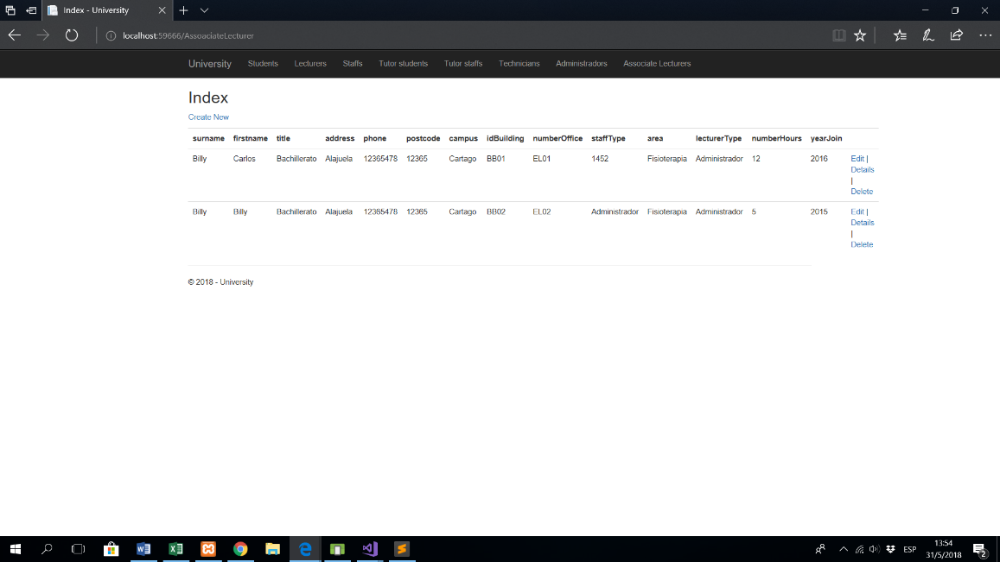 Index - University
localhost:59666/AssoaciateLecturer
University Students Lecturers Staffs Tutor students Tutor staffs Technicians Administradors Associate Lecturers
Index
Create New
surname firstname title address phone postcode campus idBuilding numberOffice staffType area lecturerType numberHours yearJoin
Billy Carlos Bachillerato Alajuela 12365478 12365 Cartago BB01 EL01 1452 Fisioterapia Administrador 12 2016 Edit |
Details
|
Delete
Billy Billy Bachillerato Alajuela 12365478 12365 Cartago BB02 EL02 Administrador Fisioterapia Administrador 5 2015 Edit |
Details
|
Delete
© 2018 - University
ESP
13:54
31/5/2018
2